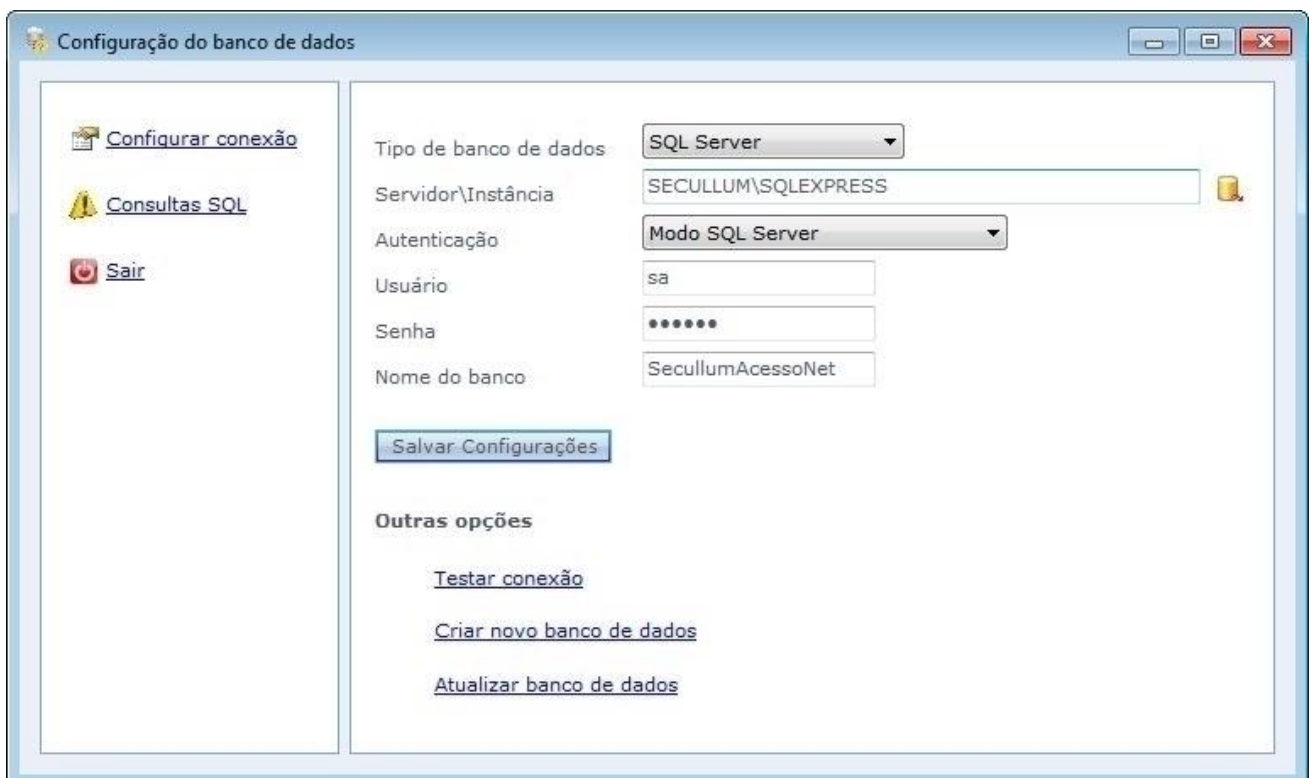 Configuração do banco de dados
Configurar conexão
Consultas SQL
Sair
Tipo de banco de dados SQL Server
Servidor\Instância SECULLUM\SQLEXPRESS
Autenticação Modo SQL Server
Usuário sa
Senha ••••••
Nome do banco SecullumAcessoNet
Salvar Configurações
Outras opções
Testar conexão
Criar novo banco de dados
Atualizar banco de dados